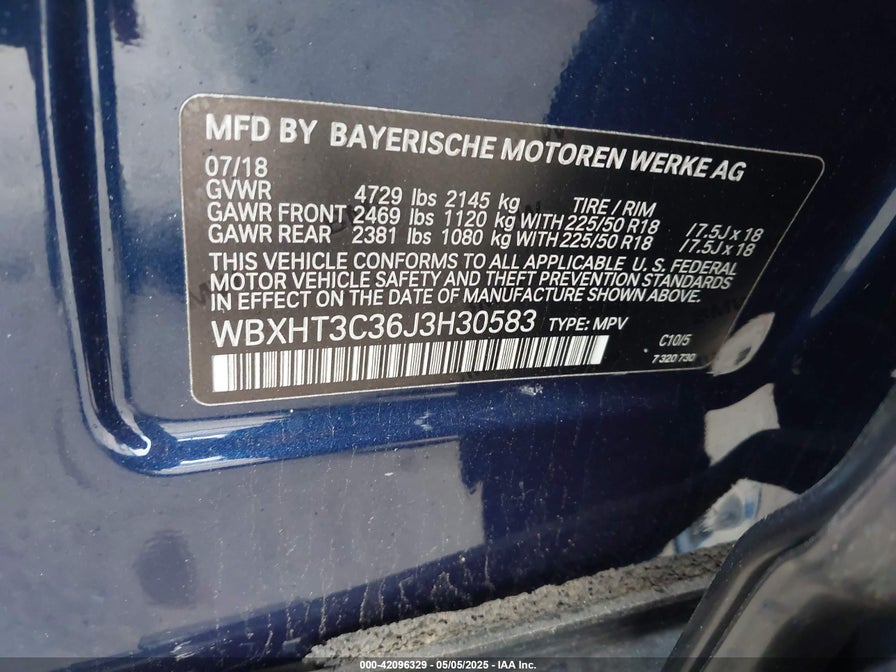 MFD BY BAYERISCHE MOTOREN WERKE AG
07/18
GVWR 4729 lbs 2145 kg TIRE / RIM
GAWR FRONT 2469 lbs 1120 kg WITH 225/50 R18 / 7.5J x 18
GAWR REAR 2381 lbs 1080 kg WITH 225/50 R18 / 7.5J x 18
THIS VEHICLE CONFORMS TO ALL APPLICABLE U. S. FEDERAL
MOTOR VEHICLE SAFETY AND THEFT PREVENTION STANDARDS
IN EFFECT ON THE DATE OF MANUFACTURE SHOWN ABOVE.
WBXHT3C36J3H30583 TYPE: MPV C10/5
7 320 730
000-42096329 - 05/05/2025 - IAA Inc.